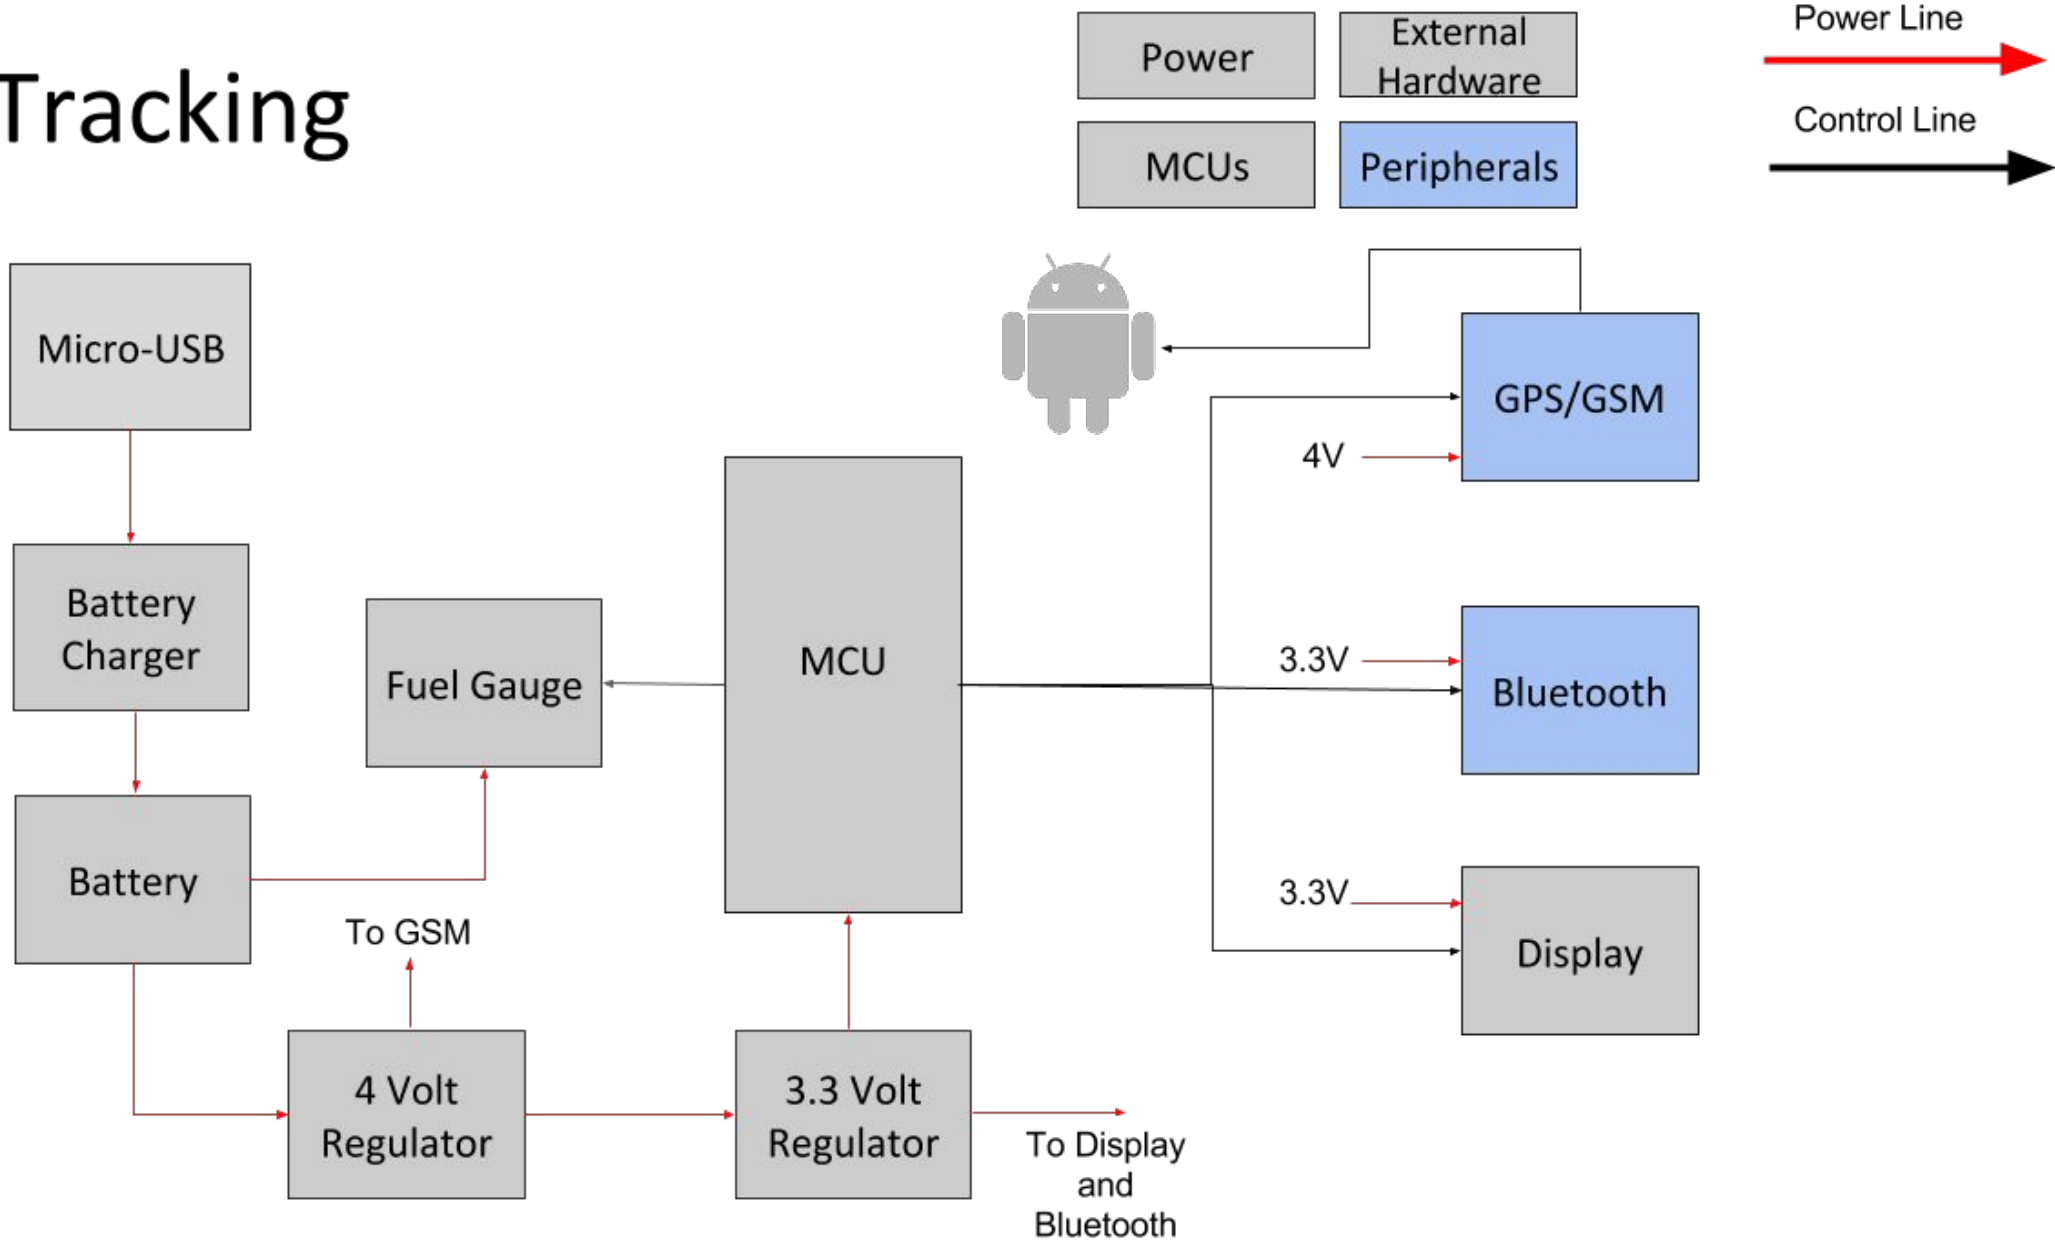 Tracking
Power
External
Hardware
MCUs
Peripherals
Power Line
Control Line
Micro-USB
Battery
Charger
Battery
Fuel Gauge
To GSM
4 Volt
Regulator
MCU
3.3 Volt
Regulator
To Display
and
Bluetooth
GPS/GSM
4V
3.3V
Bluetooth
3.3V
Display